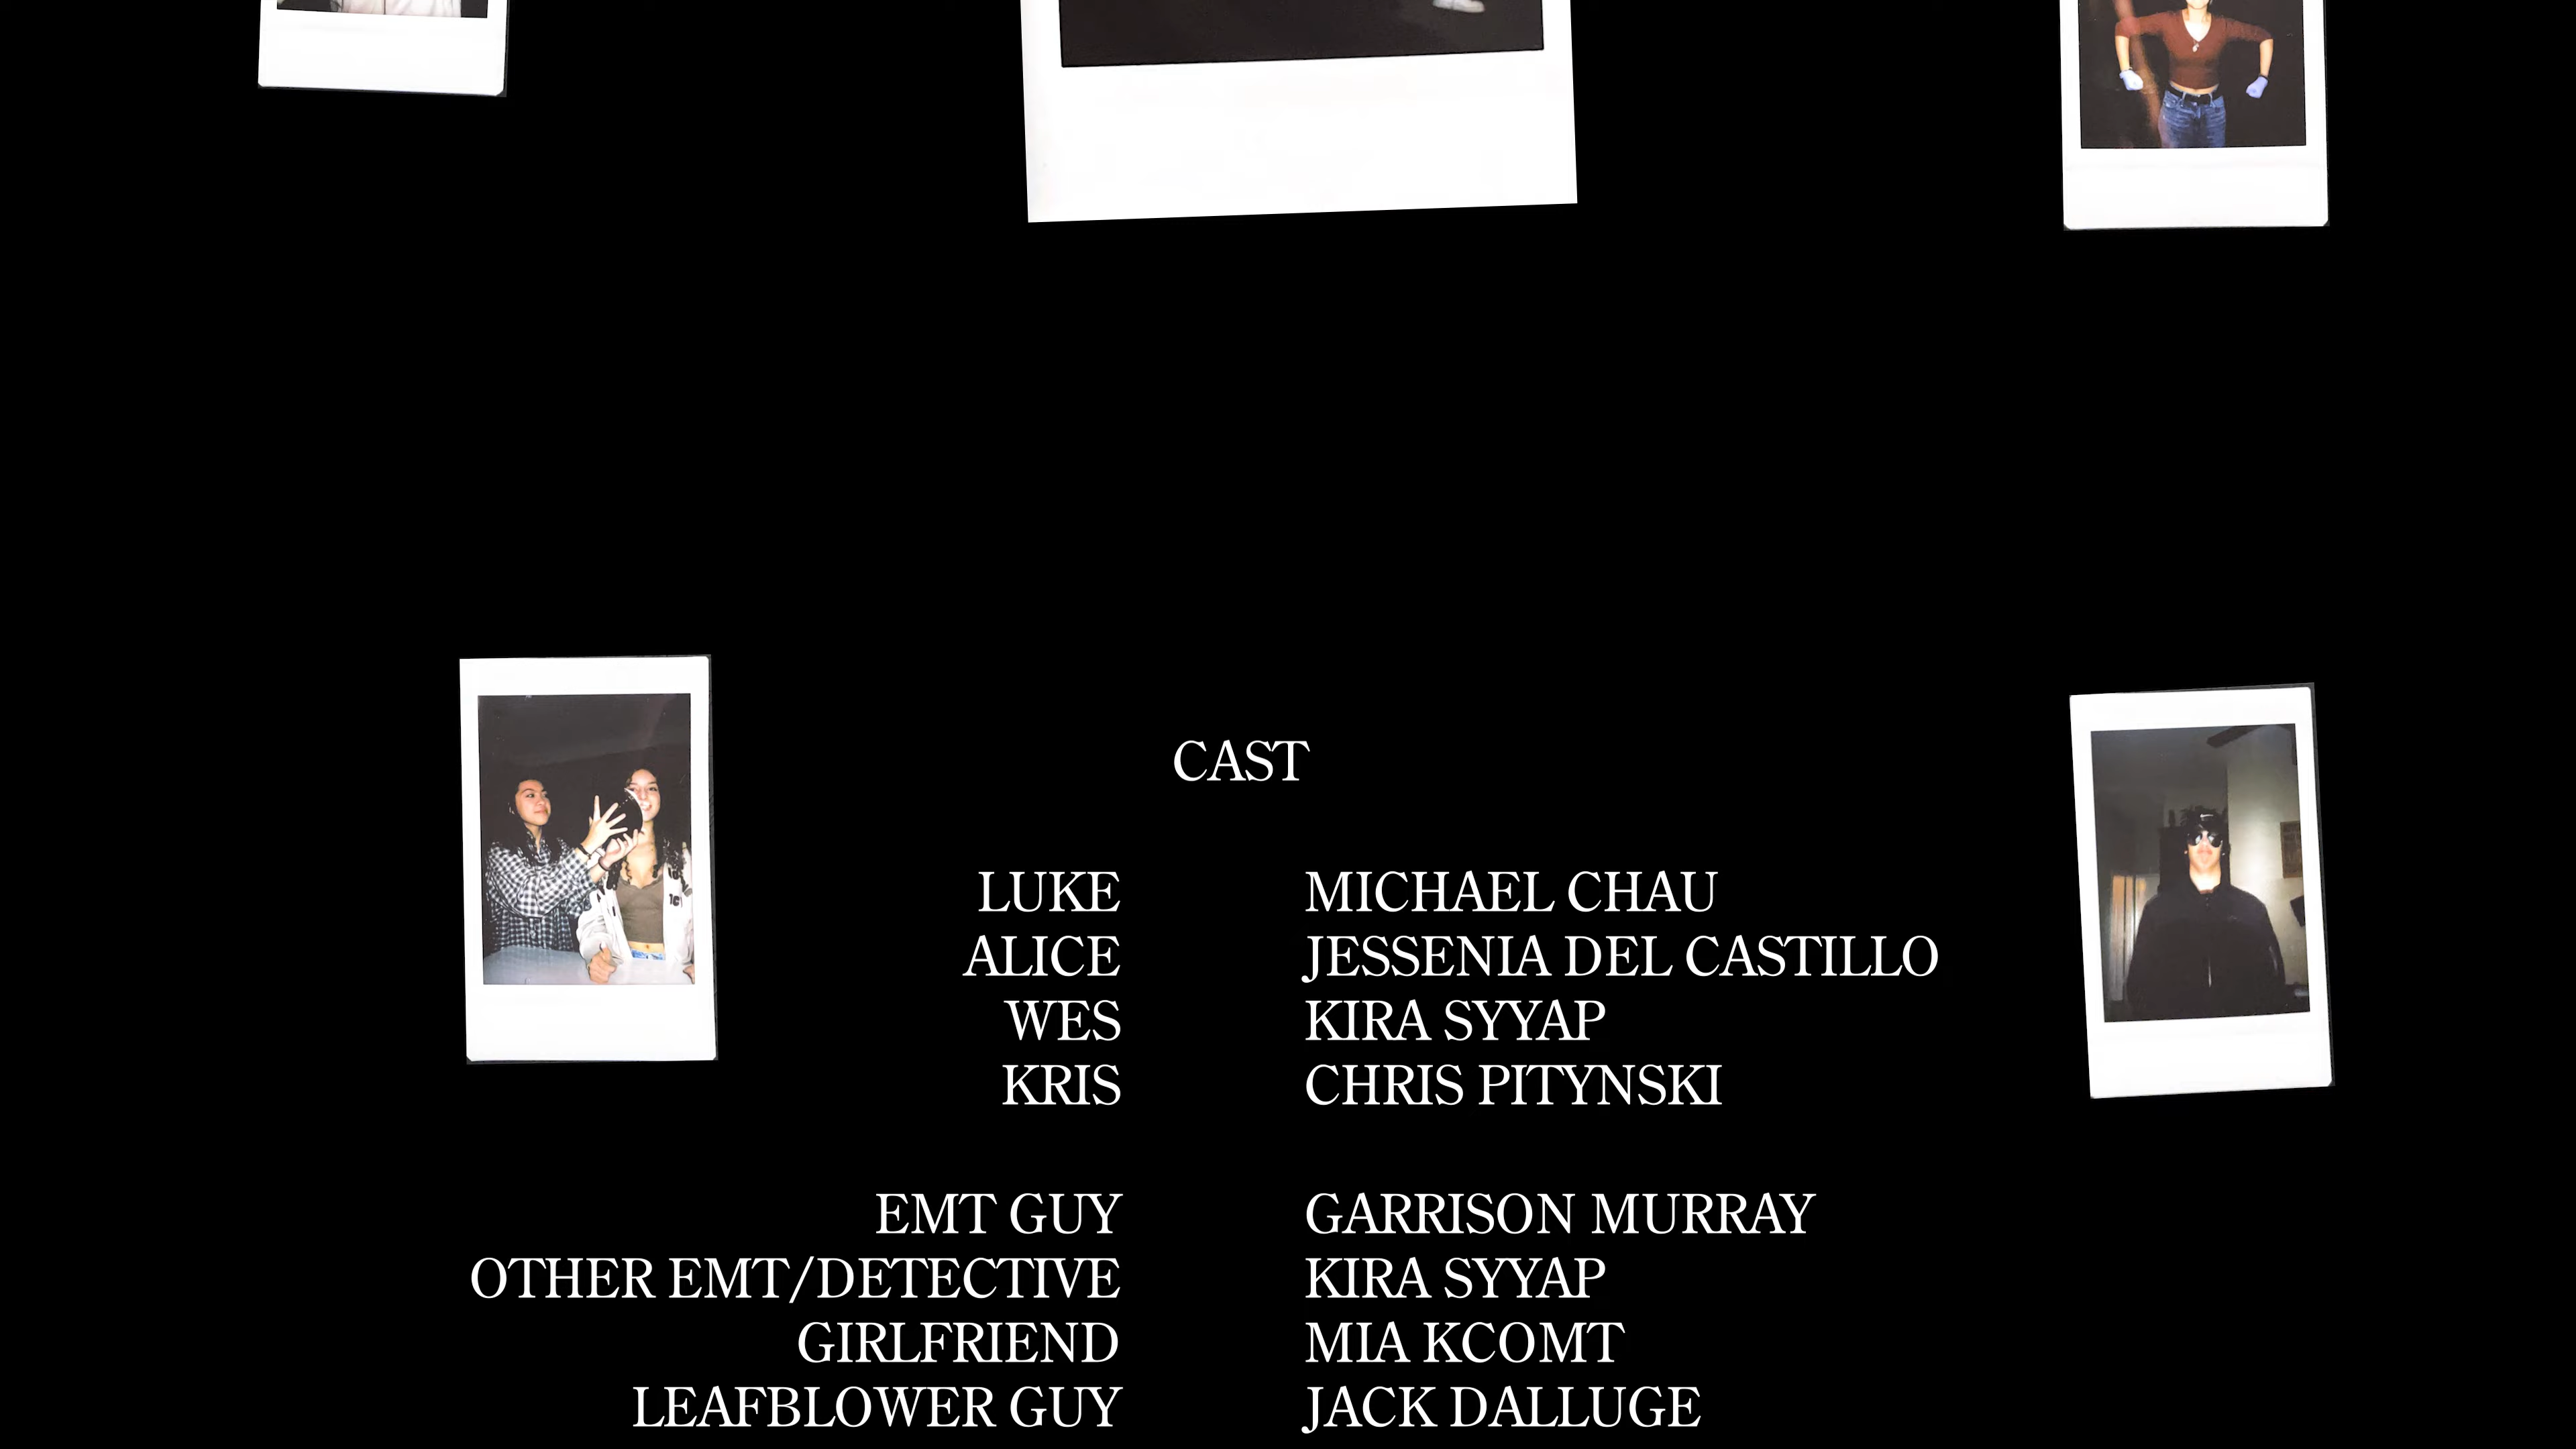 CAST
LUKE MICHAEL CHAU
ALICE JESSENIA DEL CASTILLO
WES KIRA SYYAP
KRIS CHRIS PITYNSKI
EMT GUY GARRISON MURRAY
OTHER EMT/DETECTIVE KIRA SYYAP
GIRLFRIEND MIA KCOMT
LEAFBLOWER GUY JACK DALLUGE